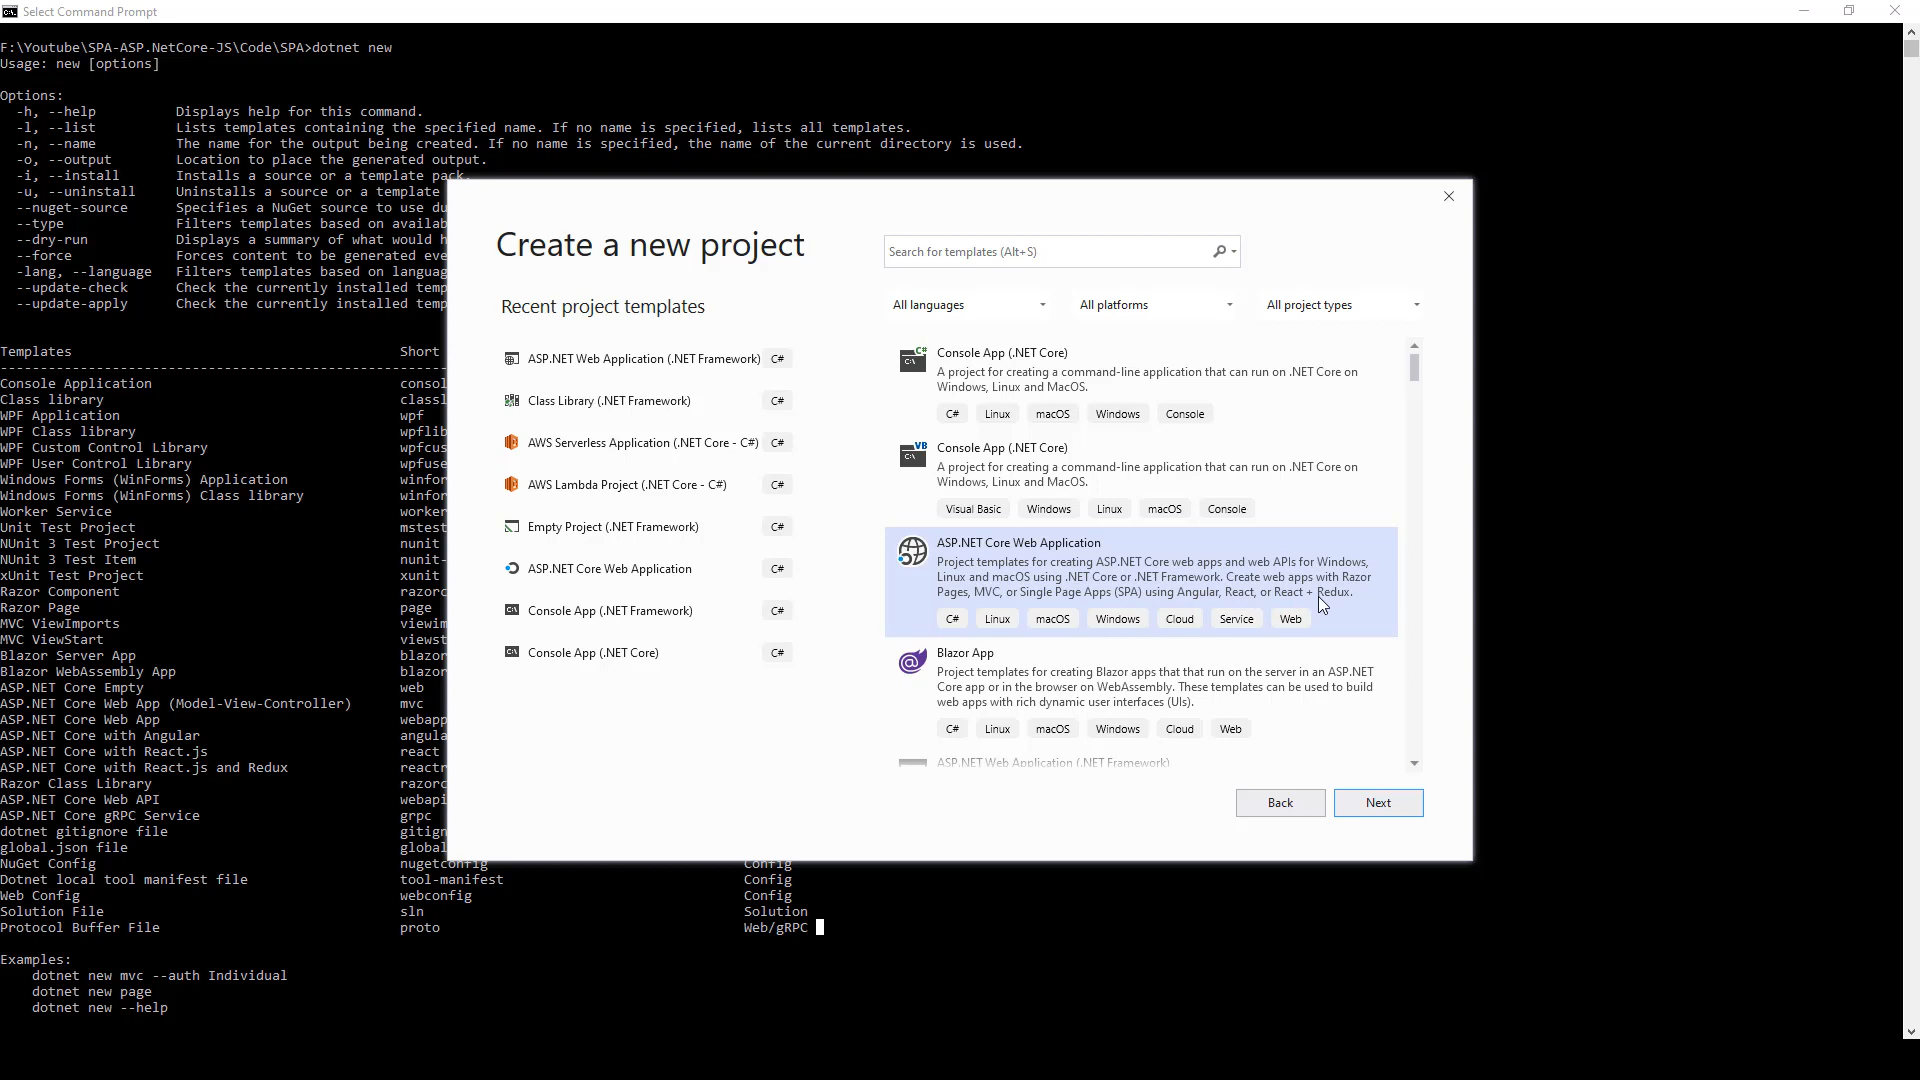 Select Command Prompt
F:\Youtube\SPA-ASP.NetCore-JS\Code\SPA>dotnet new
Usage: new [options]
Options:
-h, --help Displays help for this command.
-l, --list Lists templates containing the specified name. If no name is specified, lists all templates.
-n, --name The name for the output being created. If no name is specified, the name of the current directory is used.
-o, --output Location to place the generated output.
-i, --install Installs a source or a template pack.
-u, --uninstall Uninstalls a source or a template
--nuget-source Specifies a NuGet source to use du
--type Filters templates based on availab
--dry-run Displays a summary of what would h
--force Forces content to be generated eve
-lang, --language Filters templates based on languag
--update-check Check the currently installed temp
--update-apply Check the currently installed temp
Templates Short
Console Application consol
Class library classl
WPF Application wpf
WPF Class library wpflib
WPF Custom Control Library wpfcus
WPF User Control Library wpfuse
Windows Forms (WinForms) Application winfor
Windows Forms (WinForms) Class library winfor
Worker Service worker
Unit Test Project mstest
NUnit 3 Test Project nunit
NUnit 3 Test Item nunit-
xUnit Test Project xunit
Razor Component razorc
Razor Page page
MVC ViewImports viewim
MVC ViewStart viewst
Blazor Server App blazor
Blazor WebAssembly App blazor
ASP.NET Core Empty web
ASP.NET Core Web App (Model-View-Controller) mvc
ASP.NET Core Web App webapp
ASP.NET Core with Angular angula
ASP.NET Core with React.js react
ASP.NET Core with React.js and Redux reactr
Razor Class Library razorc
ASP.NET Core Web API webapi
ASP.NET Core gRPC Service grpc
dotnet gitignore file gitign
global.json file global
NuGet Config nugetconfig Config
Dotnet local tool manifest file tool-manifest Config
Web Config webconfig Config
Solution File sln Solution
Protocol Buffer File proto Web/gRPC
Examples:
dotnet new mvc --auth Individual
dotnet new page
dotnet new --help
Create a new project
Search for templates (Alt+S)
Recent project templates
All languages All platforms All project types
ASP.NET Web Application (.NET Framework) C#
Class Library (.NET Framework) C#
AWS Serverless Application (.NET Core - C#) C#
AWS Lambda Project (.NET Core - C#) C#
Empty Project (.NET Framework) C#
ASP.NET Core Web Application C#
Console App (.NET Framework) C#
Console App (.NET Core) C#
Console App (.NET Core)
A project for creating a command-line application that can run on .NET Core on
Windows, Linux and MacOS.
C# Linux macOS Windows Console
Console App (.NET Core)
A project for creating a command-line application that can run on .NET Core on
Windows, Linux and MacOS.
Visual Basic Windows Linux macOS Console
ASP.NET Core Web Application
Project templates for creating ASP.NET Core web apps and web APIs for Windows,
Linux and macOS using .NET Core or .NET Framework. Create web apps with Razor
Pages, MVC, or Single Page Apps (SPA) using Angular, React, or React + Redux.
C# Linux macOS Windows Cloud Service Web
Blazor App
Project templates for creating Blazor apps that that run on the server in an ASP.NET
Core app or in the browser on WebAssembly. These templates can be used to build
web apps with rich dynamic user interfaces (UIs).
C# Linux macOS Windows Cloud Web
ASP.NET Web Application (.NET Framework)
Back Next